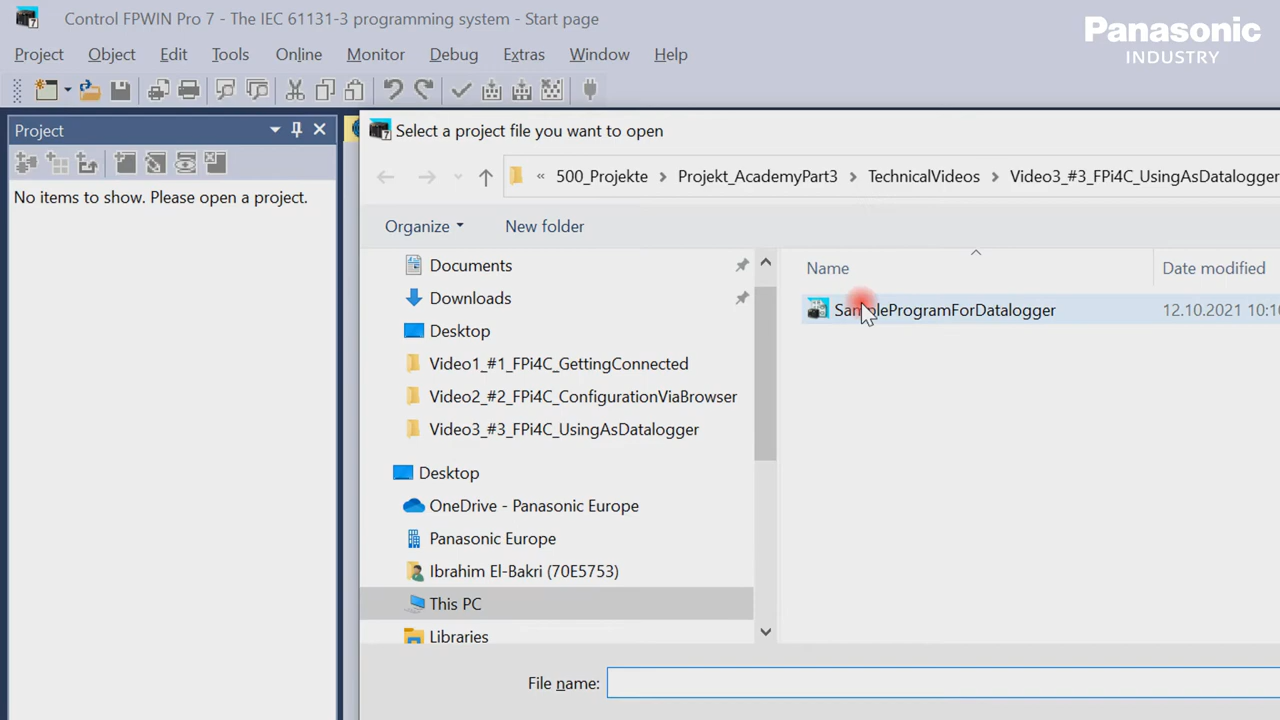 Control FPWIN Pro 7 - The IEC 61131-3 programming system - Start page
Panasonic
INDUSTRY
Project Object Edit Tools Online Monitor Debug Extras Window Help
Project
No items to show. Please open a project.
Select a project file you want to open
« 500_Projekte > Projekt_AcademyPart3 > TechnicalVideos > Video3_#3_FPi4C_UsingAsDatalogger
Organize New folder
Documents
Downloads
Desktop
Video1_#1_FPi4C_GettingConnected
Video2_#2_FPi4C_ConfigurationViaBrowser
Video3_#3_FPi4C_UsingAsDatalogger
Desktop
OneDrive - Panasonic Europe
Panasonic Europe
Ibrahim El-Bakri (70E5753)
This PC
Libraries
Name Date modified
SampleProgramForDatalogger 12.10.2021 10:10
File name: